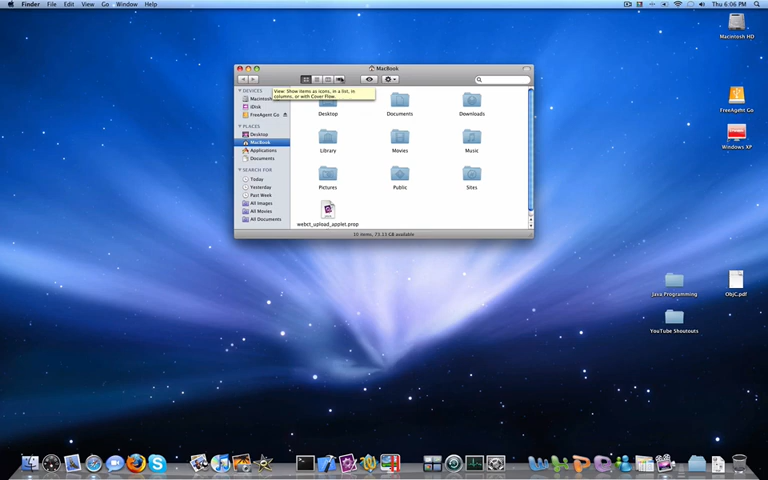 Finder File Edit View Go Window Help
Thu 6:06 PM
MacBook
View: Show items as icons, in a list, in
columns, or with Cover Flow.
DEVICES
Macintosh
iDisk
FreeAgent Go
PLACES
Desktop
MacBook
Applications
Documents
SEARCH FOR
Today
Yesterday
Past Week
All Images
All Movies
All Documents
Desktop Documents Downloads
Library Movies Music
Pictures Public Sites
webct_upload_applet.prop
10 items, 73.23 GB available
Macintosh HD
FreeAgent Go
Windows XP
Java Programming
ObjC.pdf
YouTube Shoutouts